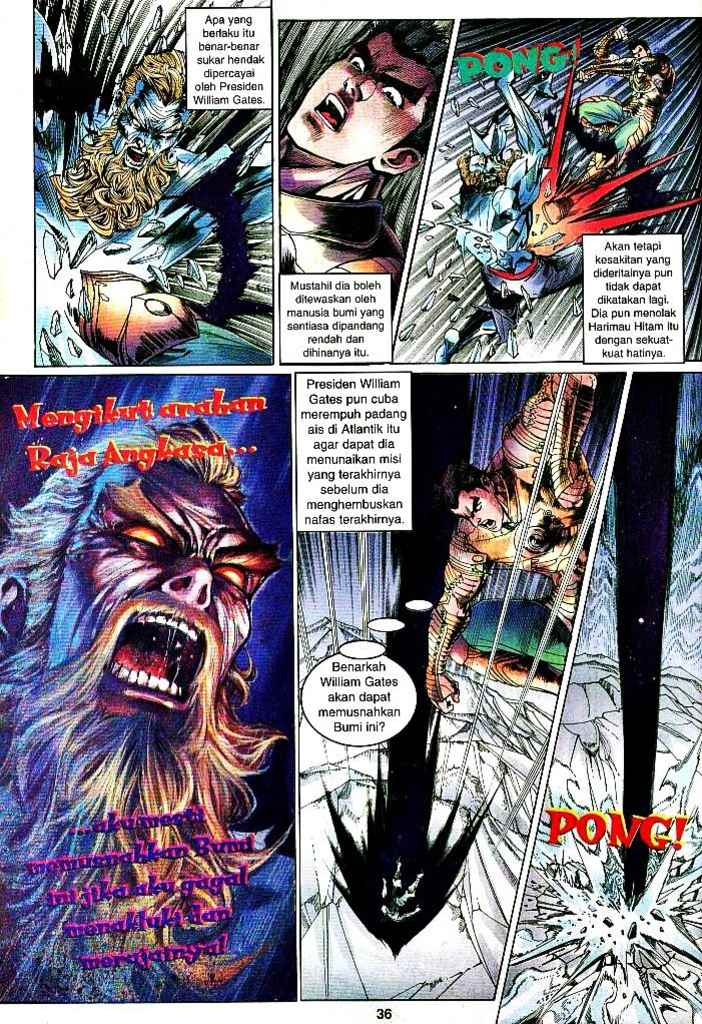 Apa yang
berlaku itu
benar-benar
sukar hendak
dipercayai
oleh Presiden
William Gates.
Mustahil dia boleh
ditewaskan oleh
manusia bumi yang
sentiasa dipandang
rendah dan
dihinanya itu.
PONG!
Akan tetapi
kesakitan yang
dideritainya pun
tidak dapat
dikatakan lagi.
Dia pun menolak
Harimau Hitam itu
dengan sekuat-
kuat hatinya.
Mengikut arahan
Raja Angkasa...
...aku mesti
memusnahkan Bumi
ini jika aku gagal
menakluki dan
merajainya!
Presiden William
Gates pun cuba
merempuh padang
ais di Atlantik itu
agar dapat dia
menunaikan misi
yang terakhirnya
sebelum dia
menghembuskan
nafas terakhirnya.
Benarkah
William Gates
akan dapat
memusnahkan
Bumi ini?
PONG!
36